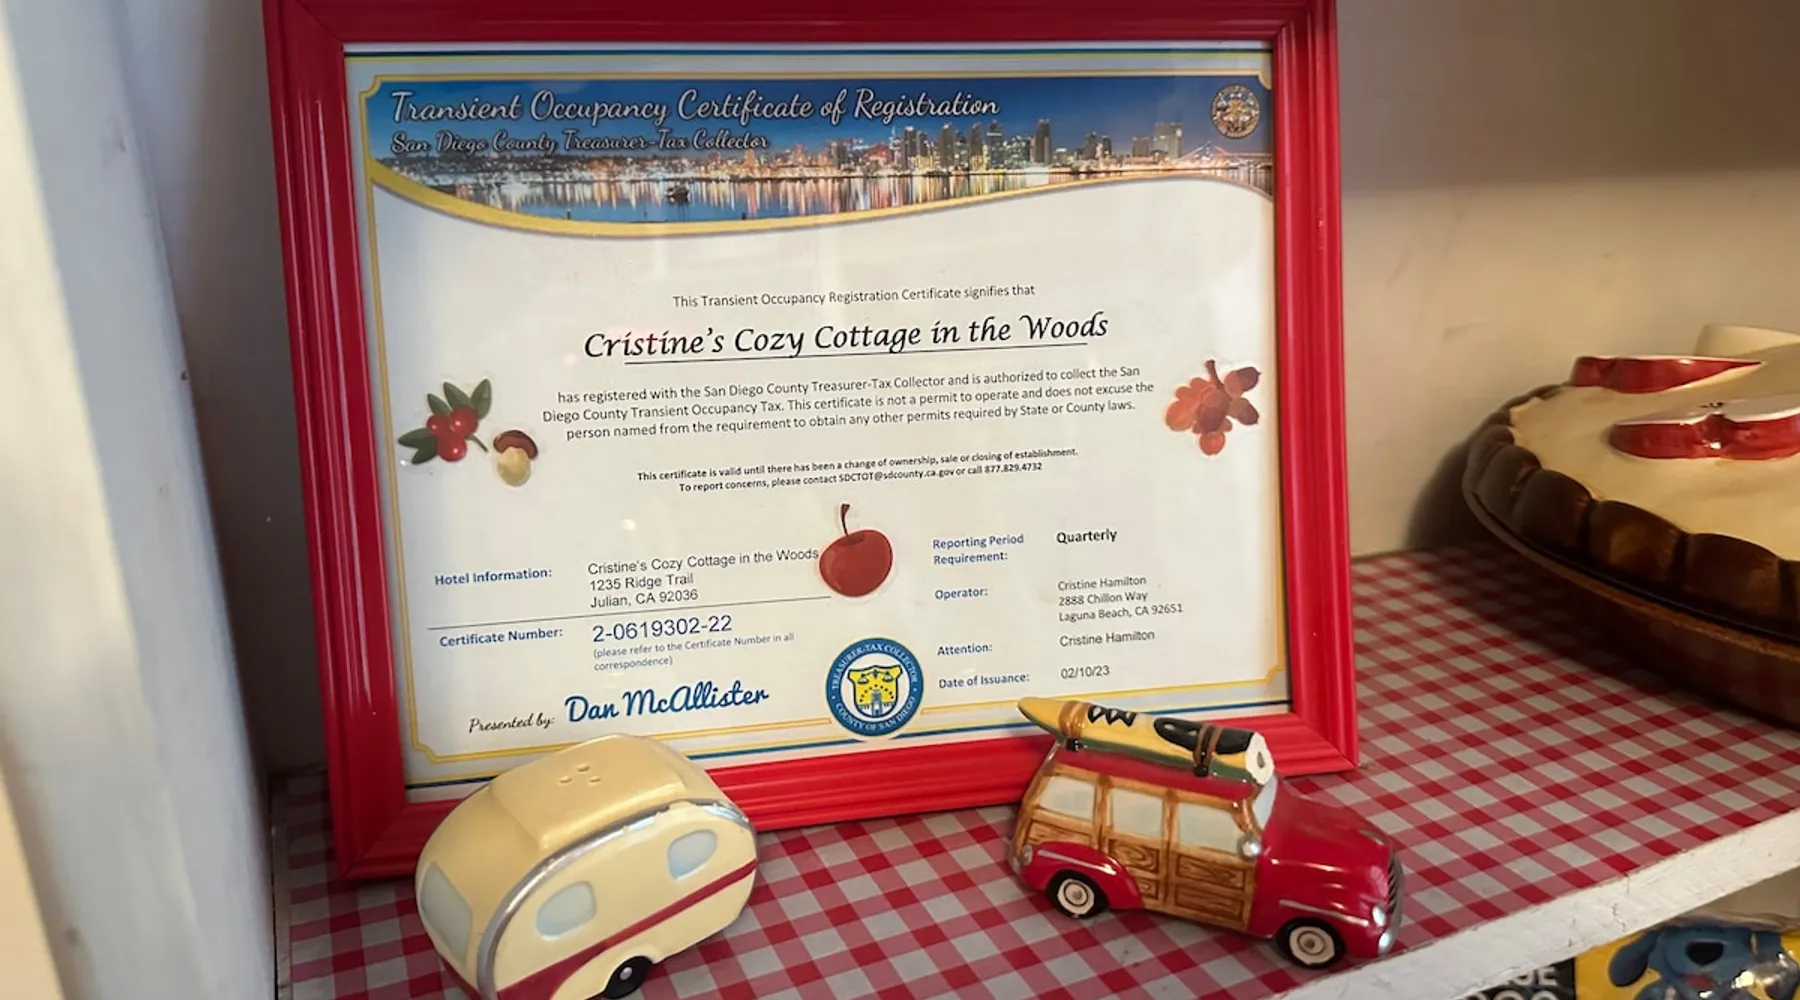 Transient Occupancy Certificate of Registration
San Diego County Treasurer-Tax Collector
This Transient Occupancy Registration Certificate signifies that
Cristine's Cozy Cottage in the Woods
has registered with the San Diego County Treasurer-Tax Collector and is authorized to collect the San
Diego County Transient Occupancy Tax. This certificate is not a permit to operate and does not excuse the
person named from the requirement to obtain any other permits required by State or County laws.
This certificate is valid until there has been a change of ownership, sale or closing of establishment.
To report concerns, please contact SDCTOT@sdcounty.ca.gov or call 877.829.4732
Hotel Information:
Cristine's Cozy Cottage in the Woods
1235 Ridge Trail
Julian, CA 92036
Certificate Number:
2-0619302-22
(please refer to the Certificate Number in all
correspondence)
Presented by: Dan McAllister
TREASURER-TAX COLLECTOR
COUNTY OF SAN DIEGO
Reporting Period
Requirement:
Quarterly
Operator:
Cristine Hamilton
2888 Chillon Way
Laguna Beach, CA 92651
Attention:
Cristine Hamilton
Date of Issuance:
02/10/23